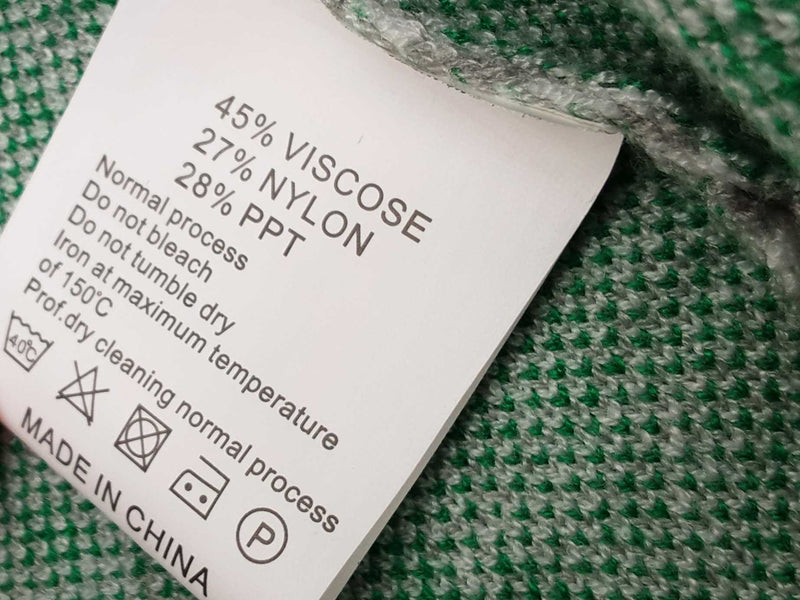 45% VISCOSE
27% NYLON
28% PPT
Normal process
Do not bleach
Do not tumble dry
Iron at maximum temperature
of 150°C
Prof.dry cleaning normal process
40°C
P
MADE IN CHINA